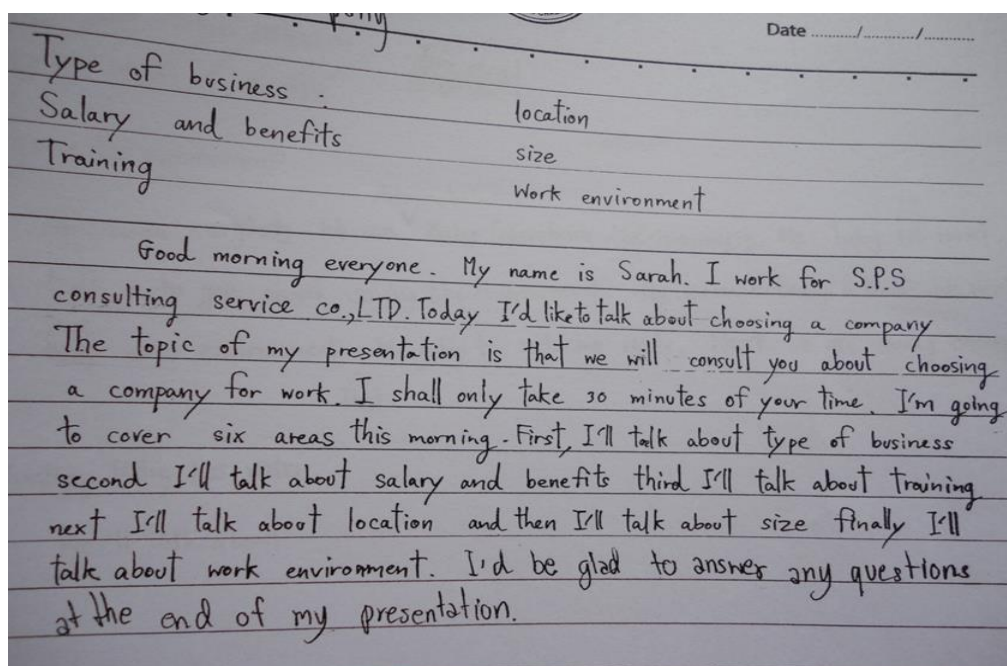 Date ........../............/............
Type of business :
location
Salary and benefits
size
Training
Work environment
Good morning everyone. My name is Sarah. I work for S.P.S
consulting service co.,LTD. Today I'd like to talk about choosing a company
The topic of my presentation is that we will consult you about choosing
a company for work. I shall only take 30 minutes of your time. I'm going
to cover six areas this morning. First, I'll talk about type of business
second I'll talk about salary and benefits third I'll talk about training
next I'll talk about location and then I'll talk about size finally I'll
talk about work environment. I'd be glad to answer any questions
at the end of my presentation.